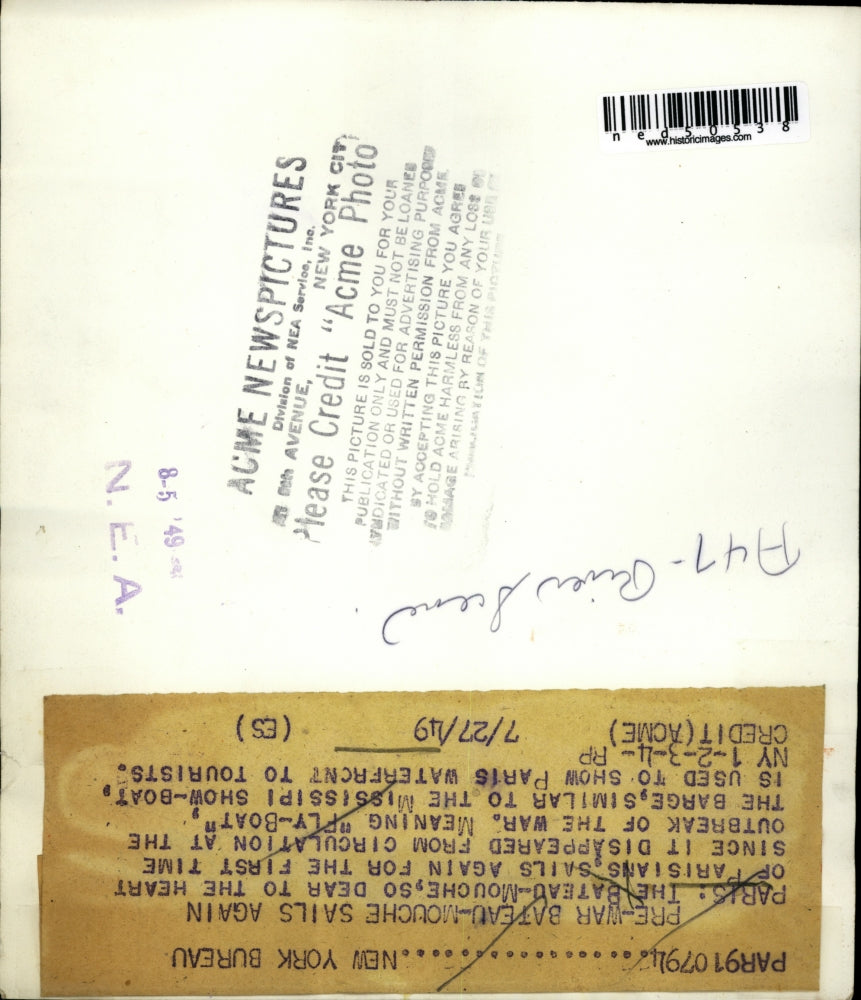 ned50538
www.historicimages.com
ACME NEWSPICTURES
Division of NEA Service, Inc.
AVENUE, NEW YORK CITY
Please Credit "Acme Photo"
THIS PICTURE IS SOLD TO YOU FOR YOUR
PUBLICATION ONLY AND MUST NOT BE LOANED
SYNDICATED OR USED FOR ADVERTISING PURPOSES
WITHOUT WRITTEN PERMISSION FROM ACME.
BY ACCEPTING THIS PICTURE YOU AGREE
TO HOLD ACME HARMLESS FROM ANY LOSS OR
DAMAGE ARISING BY REASON OF YOUR USE OF
OF THIS PICTURE
8-5 '49
N.E.A.
A47 - River Scene
PAR910794....................NEW YORK BUREAU
PRE-WAR BATEAU-MOUCHE SAILS AGAIN
PARIS: THE BATEAU-MOUCHE,SO DEAR TO THE HEART
OF PARISIANS,SAILS AGAIN FOR THE FIRST TIME
SINCE IT DISAPPEARED FROM CIRCULATION AT THE
OUTBREAK OF THE WAR. MEANING "FLY-BOAT",
THE BARGE,SIMILAR TO THE MISSISSIPI SHOW-BOAT,
IS USED TO SHOW PARIS WATERFRONT TO TOURISTS.
NY 1-2-3-4- RP
CREDIT(ACME) 7/27/49 (ES)